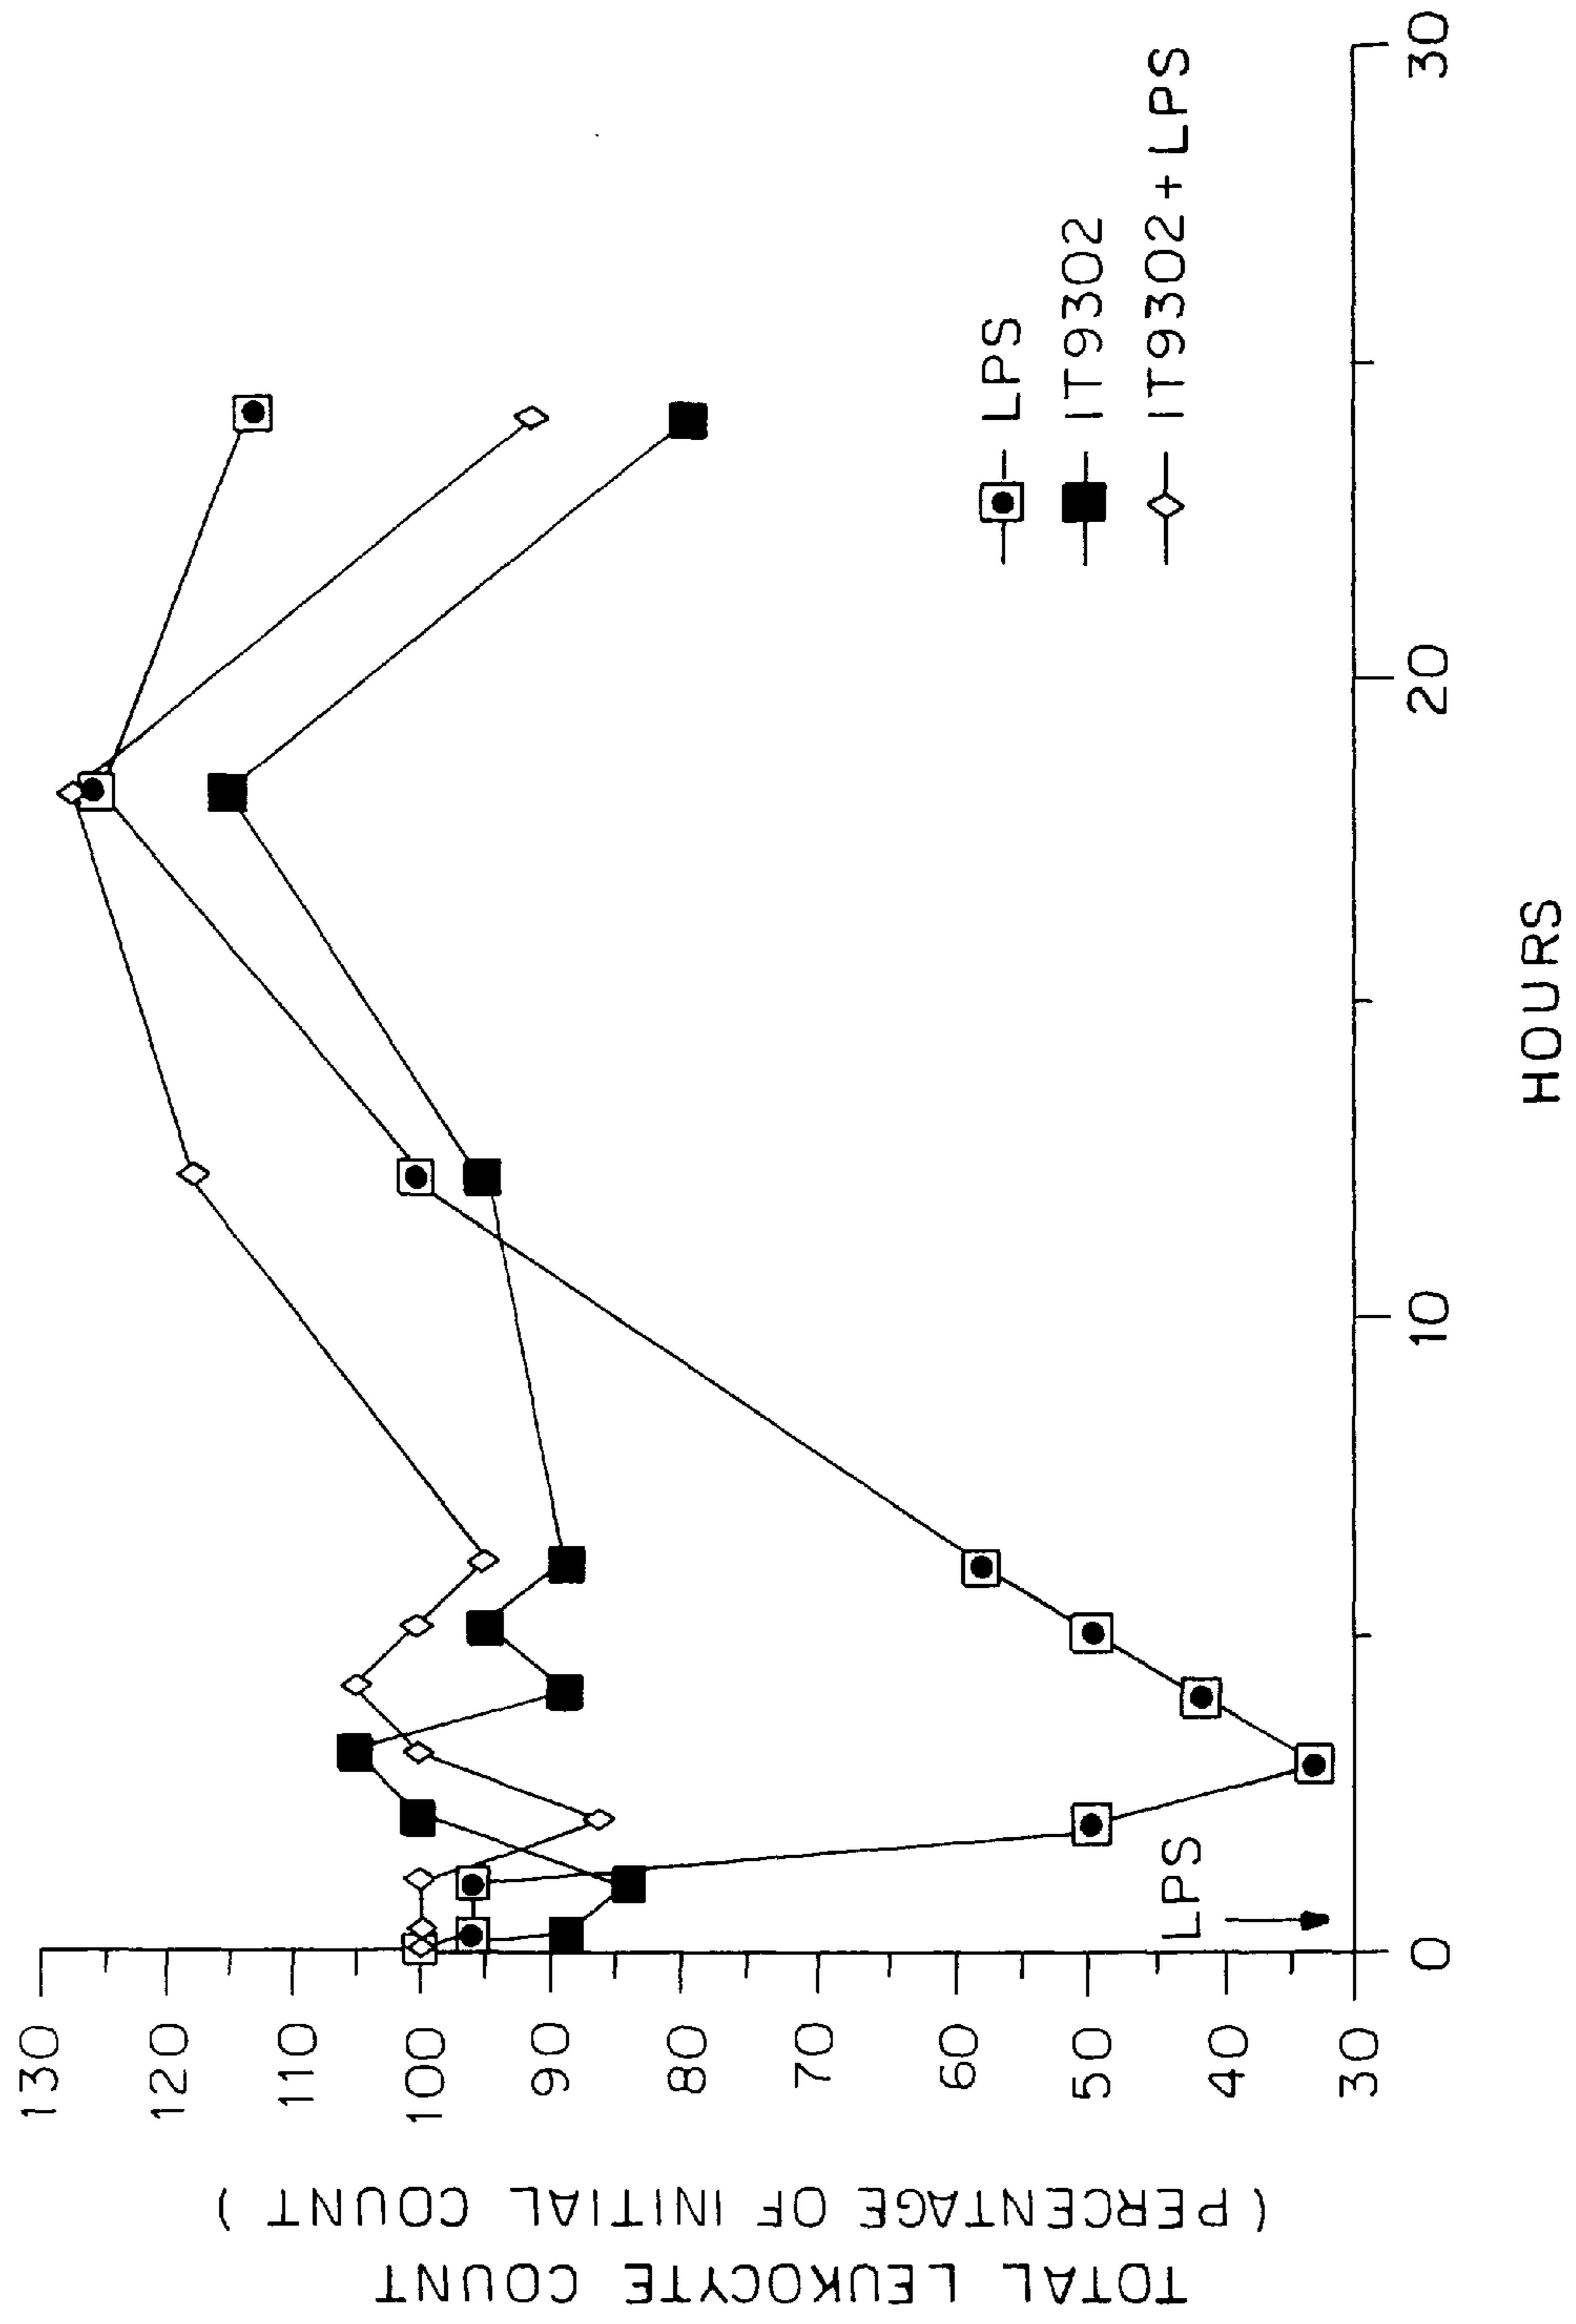 TOTAL LEUKOCYTE COUNT
(PERCENTAGE OF INITIAL COUNT)
130
120
110
100
90
80
70
60
50
40
30
LPS
LPS
IT9302
IT9302+LPS
0
10
20
30
HOURS